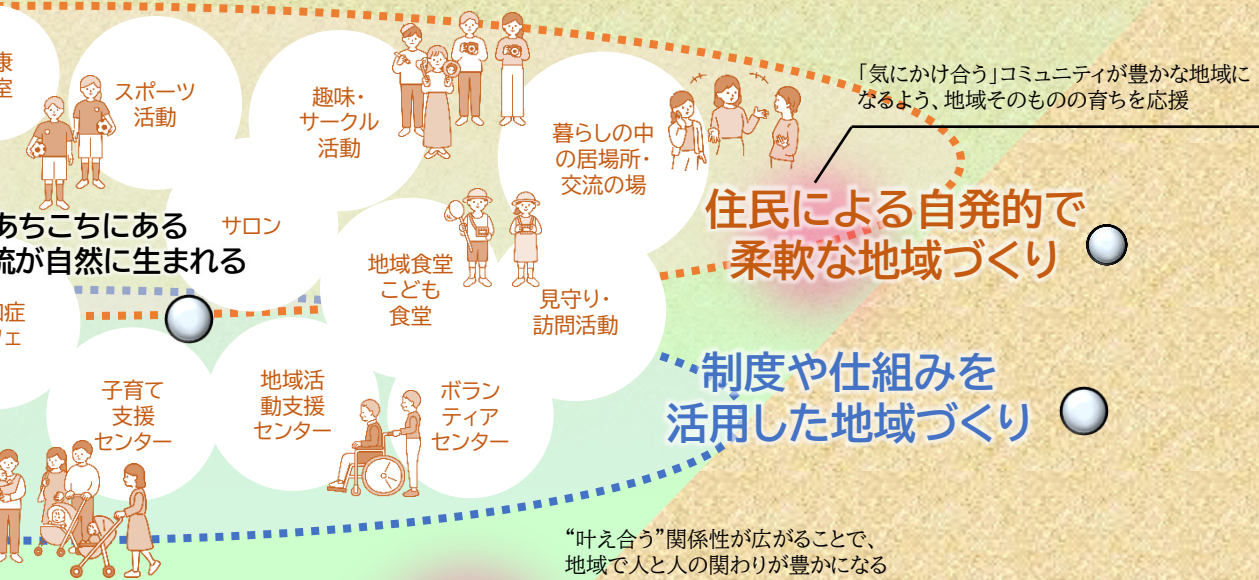 康
室
スポーツ
活動
趣味・
サークル
活動
暮らしの中
の居場所・
交流の場
「気にかけ合う」コミュニティが豊かな地域に
なるよう、地域そのものの育ちを応援
住民による自発的で
柔軟な地域づくり
あちこちにある
流が自然に生まれる
サロン
地域食堂
こども
食堂
見守り・
訪問活動
知症
フェ
子育て
支援
センター
地域活
動支援
センター
ボラン
ティア
センター
制度や仕組みを
活用した地域づくり
“叶え合う”関係性が広がることで、
地域で人と人の関わりが豊かになる